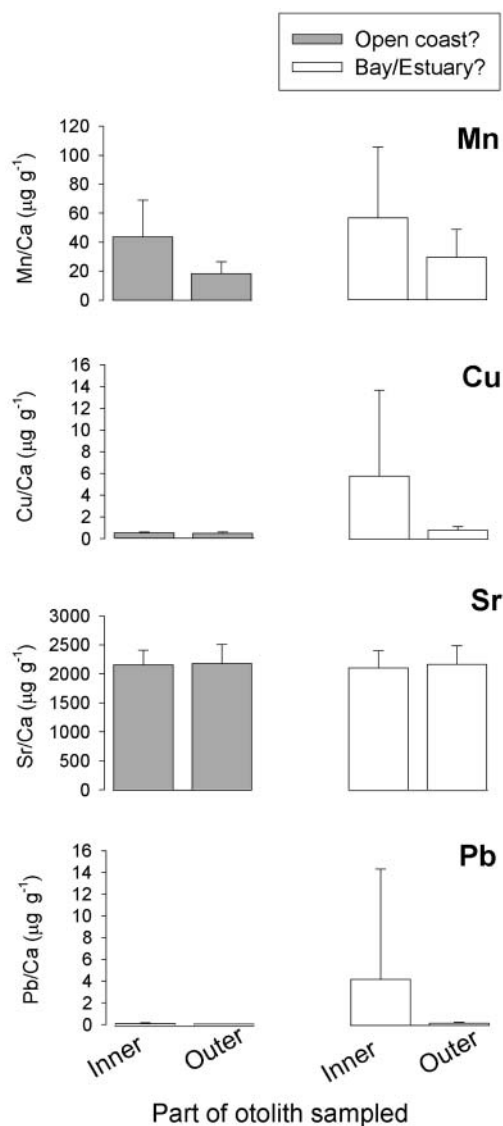 Open coast?
Bay/Estuary?
Mn
Mn/Ca (µg g⁻¹)
120
100
80
60
40
20
0
Cu
Cu/Ca (µg g⁻¹)
16
14
12
10
8
6
4
2
0
Sr
Sr/Ca (µg g⁻¹)
3000
2500
2000
1500
1000
500
0
Pb
Pb/Ca (µg g⁻¹)
16
14
12
10
8
6
4
2
0
Inner Outer Inner Outer
Part of otolith sampled